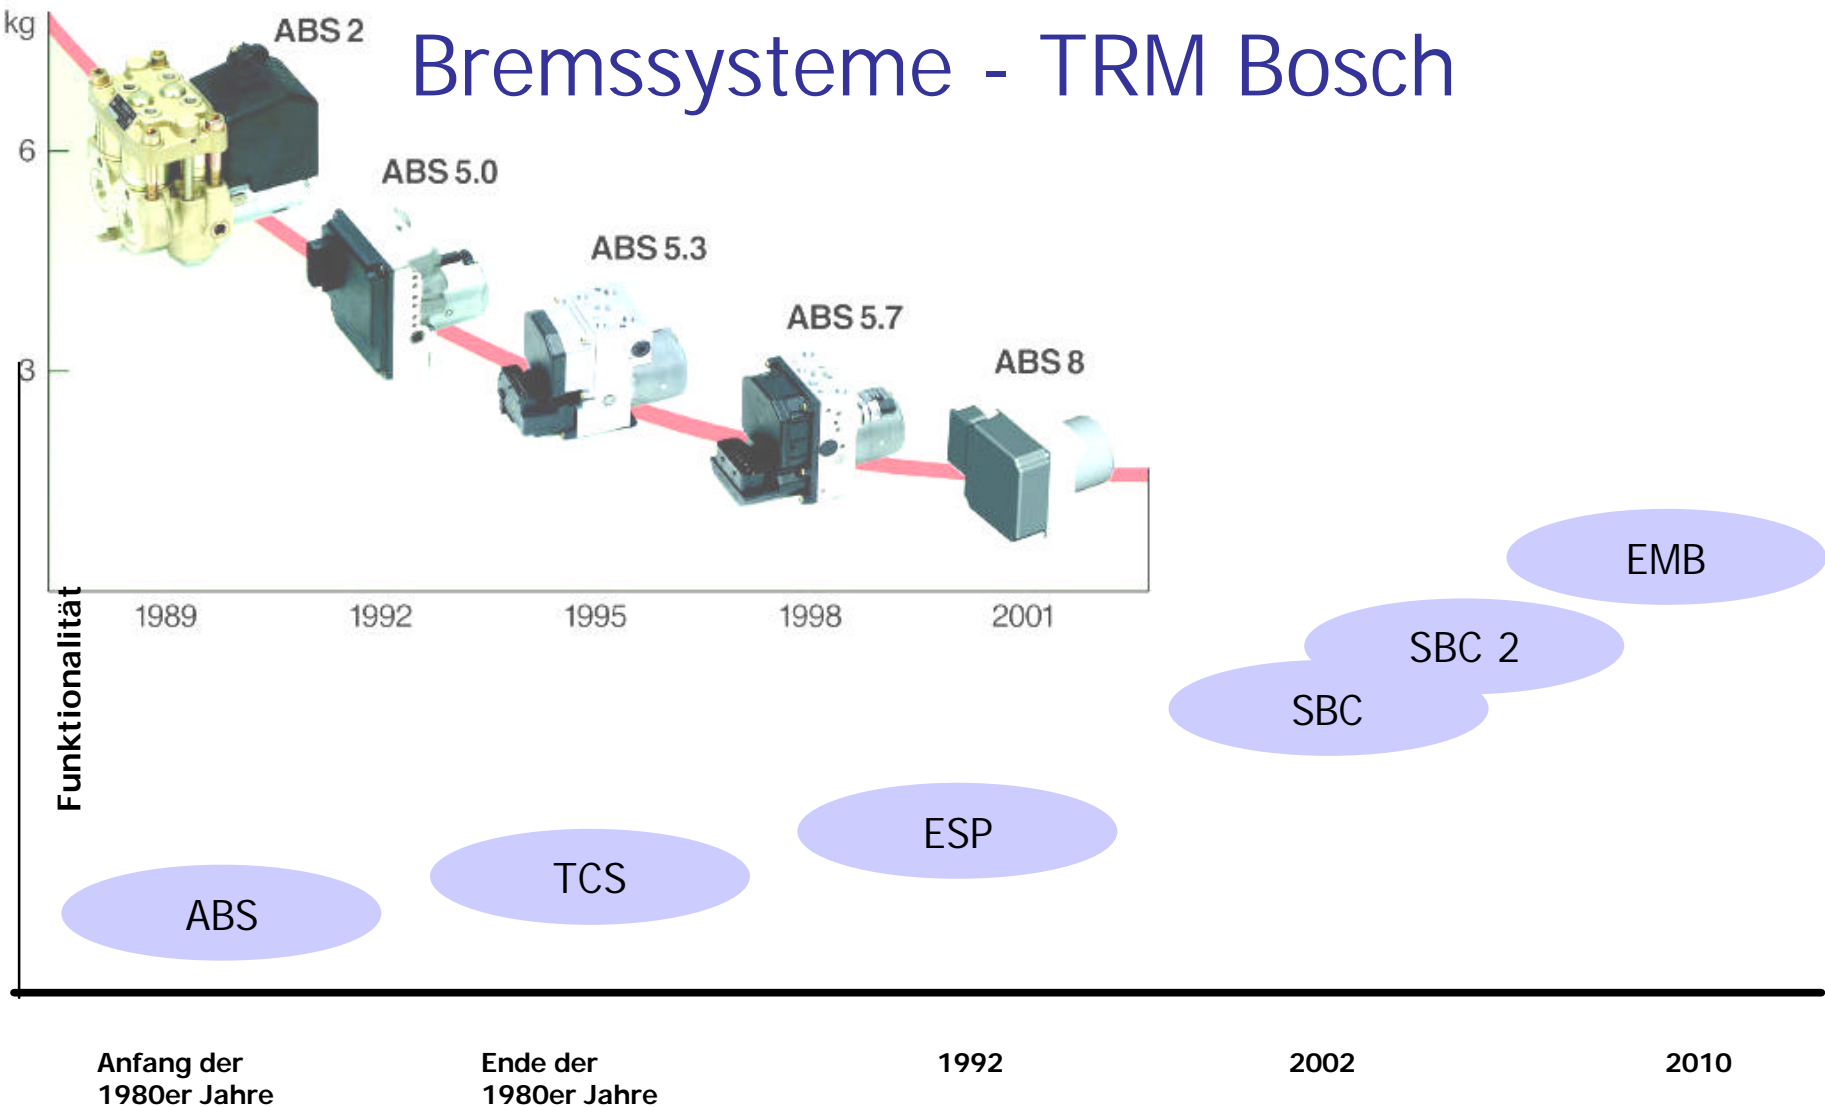 kg
ABS 2
Bremssysteme - TRM Bosch
6
ABS 5.0
ABS 5.3
ABS 5.7
3
ABS 8
1989
1992
1995
1998
2001
Funktionalität
EMB
SBC 2
SBC
ESP
TCS
ABS
Anfang der
1980er Jahre
Ende der
1980er Jahre
1992
2002
2010